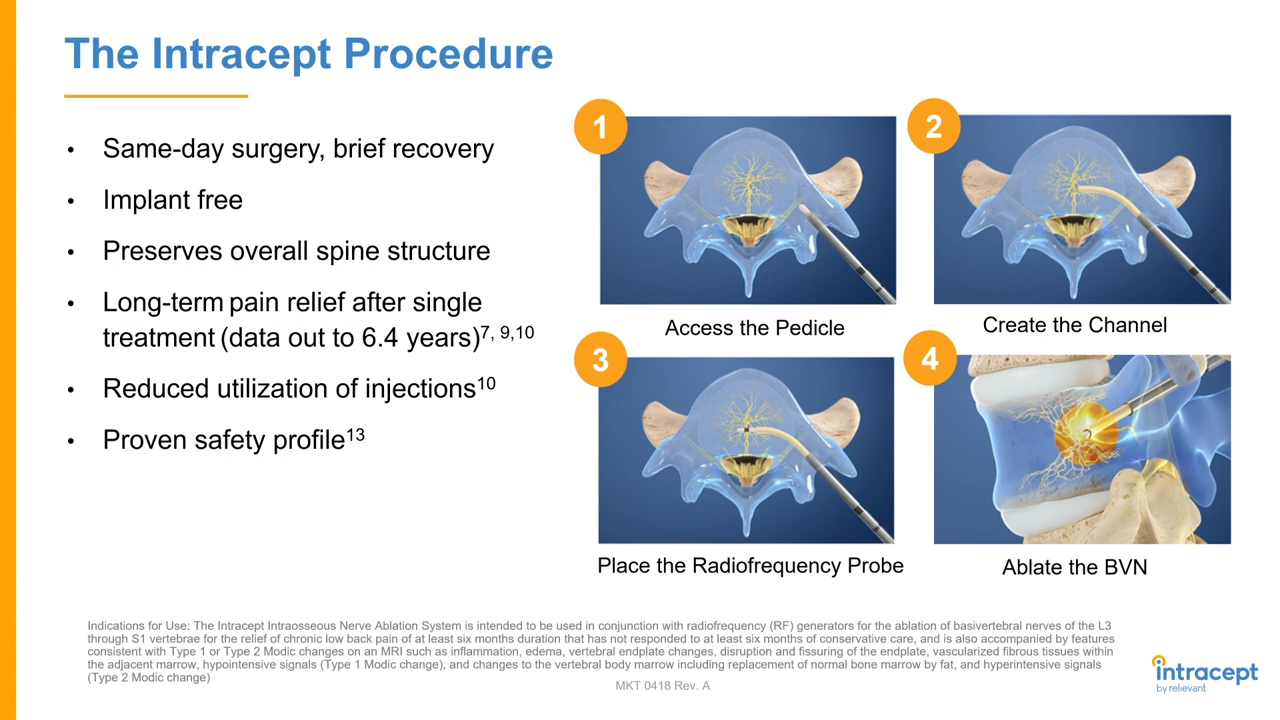 The Intracept Procedure
• Same-day surgery, brief recovery
• Implant free
• Preserves overall spine structure
• Long-term pain relief after single
treatment (data out to 6.4 years)7, 9,10
• Reduced utilization of injections10
• Proven safety profile13
1
Access the Pedicle
2
Create the Channel
3
Place the Radiofrequency Probe
4
Ablate the BVN
Indications for Use: The Intracept Intraosseous Nerve Ablation System is intended to be used in conjunction with radiofrequency (RF) generators for the ablation of basivertebral nerves of the L3
through S1 vertebrae for the relief of chronic low back pain of at least six months duration that has not responded to at least six months of conservative care, and is also accompanied by features
consistent with Type 1 or Type 2 Modic changes on an MRI such as inflammation, edema, vertebral endplate changes, disruption and fissuring of the endplate, vascularized fibrous tissues within
the adjacent marrow, hypointensive signals (Type 1 Modic change), and changes to the vertebral body marrow including replacement of normal bone marrow by fat, and hyperintensive signals
(Type 2 Modic change)
MKT 0418 Rev. A
intracept
by relievant